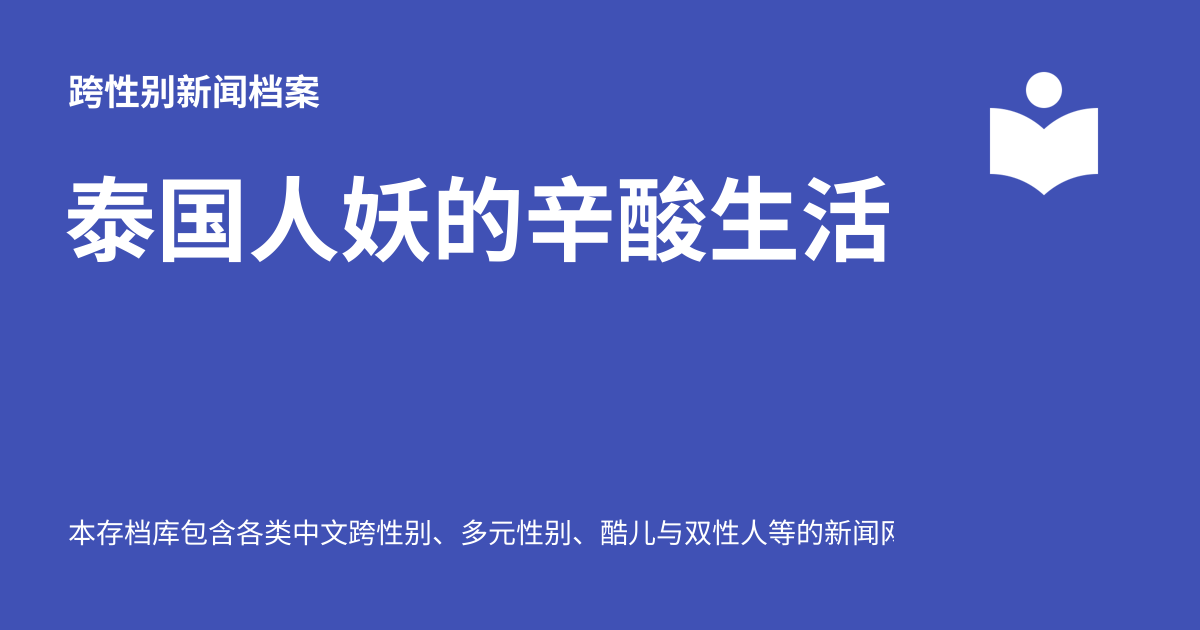 跨性别新闻档案
泰国人妖的辛酸生活
本存档库包含各类中文跨性别、多元性别、酷儿与双性人等的新闻